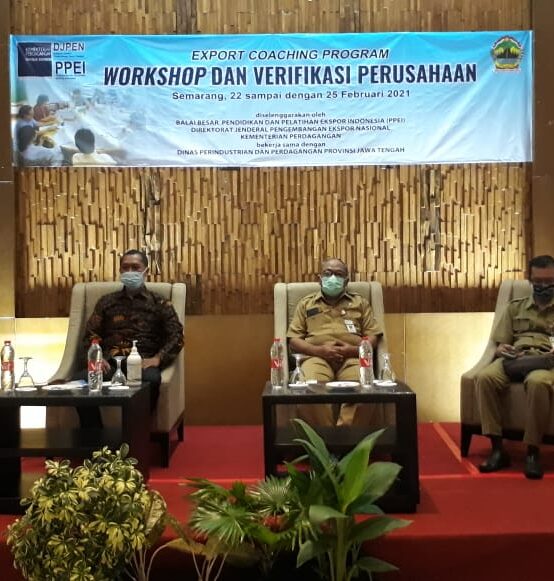 KEMENTERIAN
PERDAGANGAN
DJPEN
PPEI
EXPORT COACHING PROGRAM
WORKSHOP DAN VERIFIKASI PERUSAHAAN
Semarang, 22 sampai dengan 25 Februari 2021
diselenggarakan oleh
BALAI BESAR PENDIDIKAN DAN PELATIHAN EKSPOR INDONESIA (PPEI)
DIREKTORAT JENDERAL PENGEMBANGAN EKSPOR NASIONAL
KEMENTERIAN PERDAGANGAN
bekerja sama dengan
DINAS PERINDUSTRIAN DAN PERDAGANGAN PROVINSI JAWA TENGAH